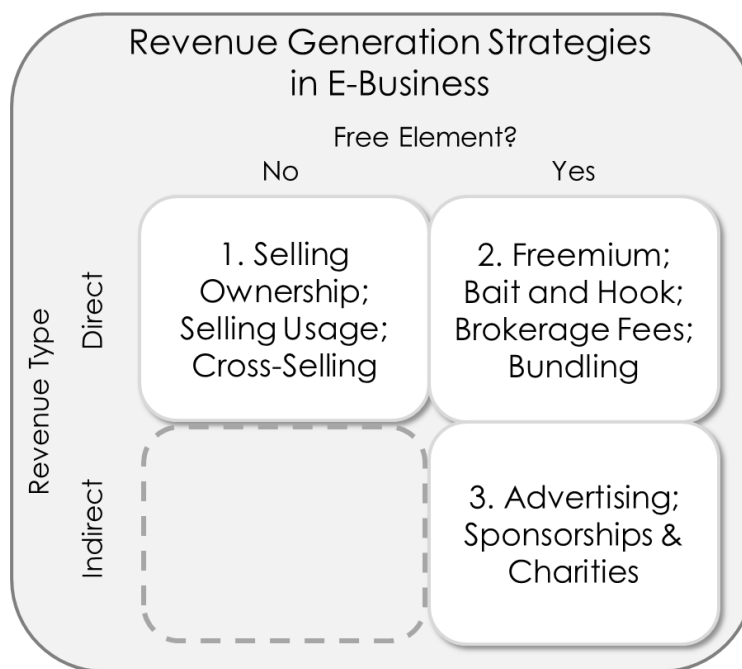 Revenue Generation Strategies
in E-Business
Free Element?
No
Yes
Revenue Type
Direct
1. Selling
Ownership;
Selling Usage;
Cross-Selling
2. Freemium;
Bait and Hook;
Brokerage Fees;
Bundling
Indirect
3. Advertising;
Sponsorships &
Charities